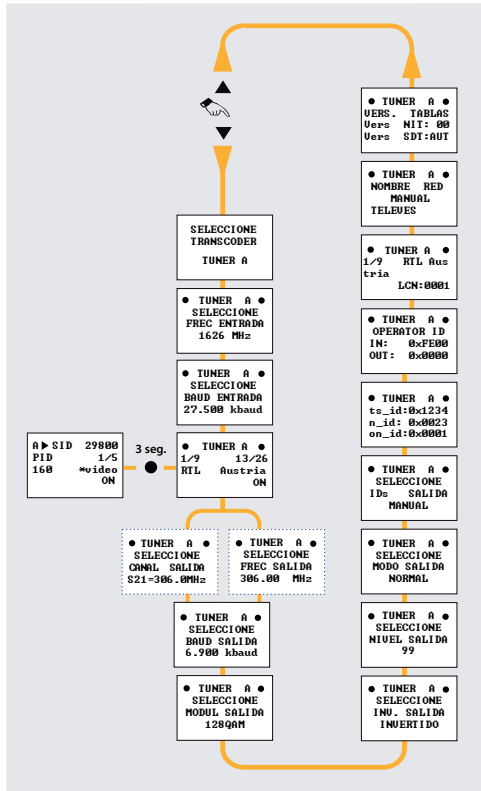 SELECCIONE
TRANSCODER
TUNER A
● TUNER A ●
SELECCIONE
FREC ENTRADA
1626 MHz
● TUNER A ●
SELECCIONE
BAUD ENTRADA
27.500 kbaud
A▶SID 29800
PID 1/5
160 *video
ON
3 seg.
● TUNER A ●
1/9 13/26
RTL Austria
ON
● TUNER A ●
SELECCIONE
CANAL SALIDA
S21=306.0MHz
● TUNER A ●
SELECCIONE
FREC SALIDA
306.00 MHz
● TUNER A ●
SELECCIONE
BAUD SALIDA
6.900 kbaud
● TUNER A ●
SELECCIONE
MODUL SALIDA
128QAM
● TUNER A ●
SELECCIONE
INV. SALIDA
INVERTIDO
● TUNER A ●
SELECCIONE
NIVEL SALIDA
99
● TUNER A ●
SELECCIONE
MODO SALIDA
NORMAL
● TUNER A ●
SELECCIONE
IDs SALIDA
MANUAL
● TUNER A ●
ts_id:0x1234
n_id: 0x0023
on_id:0x0001
● TUNER A ●
OPERATOR ID
IN: 0xFE00
OUT: 0x0000
● TUNER A ●
1/9 RTL Aus
tria
LCN:0001
● TUNER A ●
NOMBRE RED
MANUAL
TELEVES
● TUNER A ●
VERS. TABLAS
Vers NIT: 00
Vers SDT:AUT